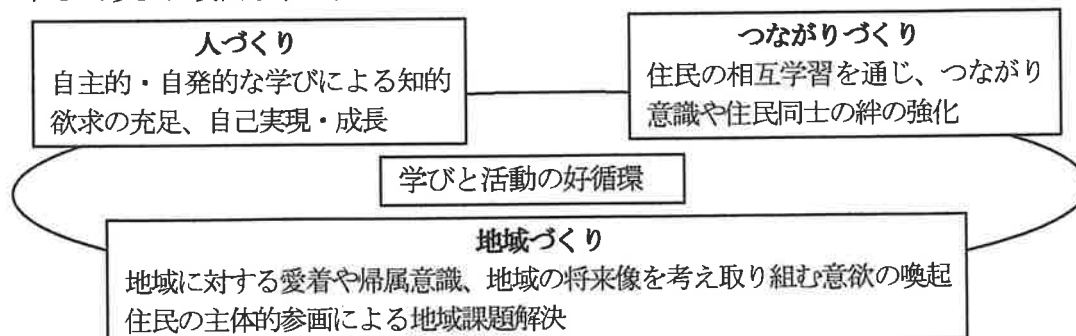 人づくり
自主的・自発的な学びによる知的
欲求の充足、自己実現・成長
つながりづくり
住民の相互学習を通じ、つながり
意識や住民同士の絆の強化
学びと活動の好循環
地域づくり
地域に対する愛着や帰属意識、地域の将来像を考え取り組む意欲の喚起
住民の主体的参画による地域課題解決